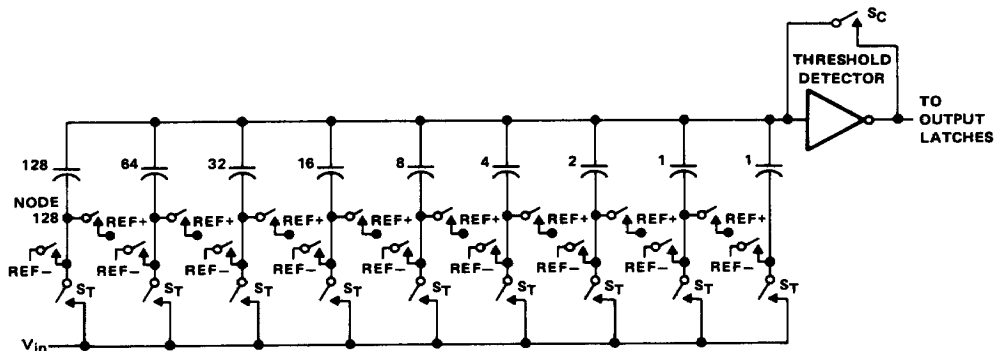 SC
THRESHOLD
DETECTOR
TO
OUTPUT
LATCHES
128
64
32
16
8
4
2
1
1
NODE
128
REF+
REF+
REF+
REF+
REF+
REF+
REF+
REF+
REF−
REF−
REF−
REF−
REF−
REF−
REF−
REF−
REF−
ST
ST
ST
ST
ST
ST
ST
ST
ST
Vin